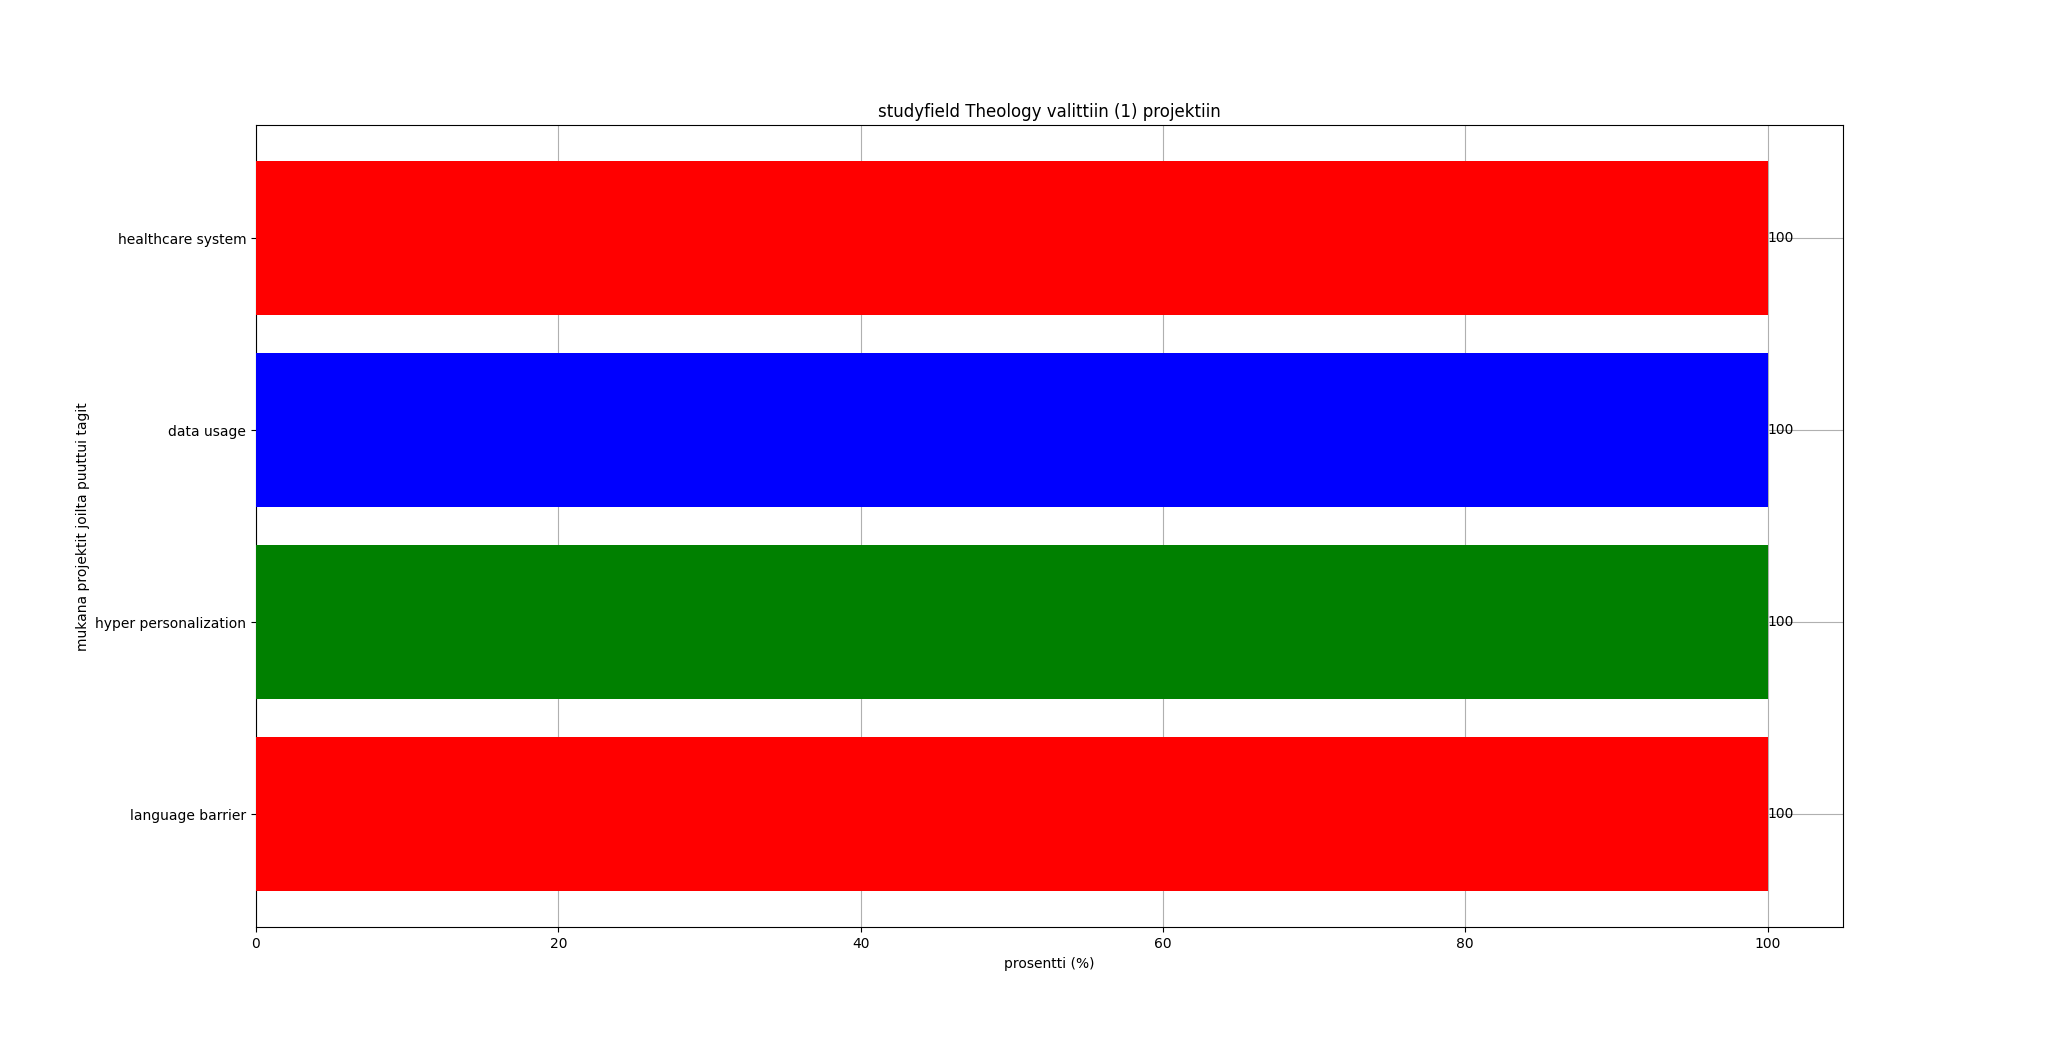 studyfield Theology valittiin (1) projektiin
mukana projektit joilta puuttui tagit
healthcare system
100
data usage
100
hyper personalization
100
language barrier
100
0 20 40 60 80 100
prosentti (%)